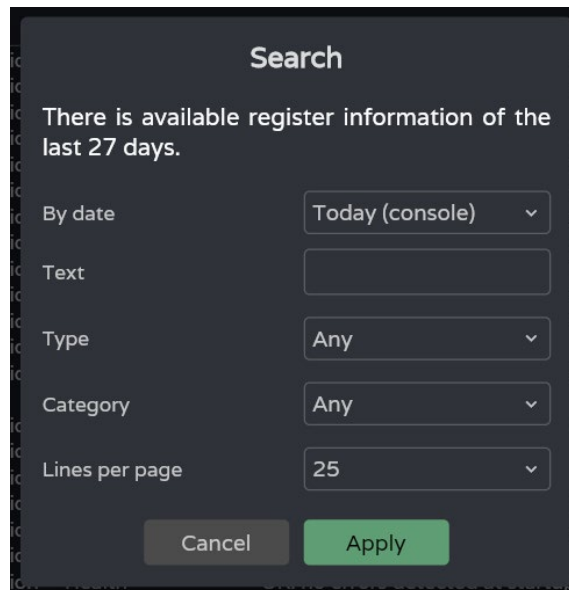 Search
There is available register information of the
last 27 days.
By date Today (console)
Text
Type Any
Category Any
Lines per page 25
Cancel Apply